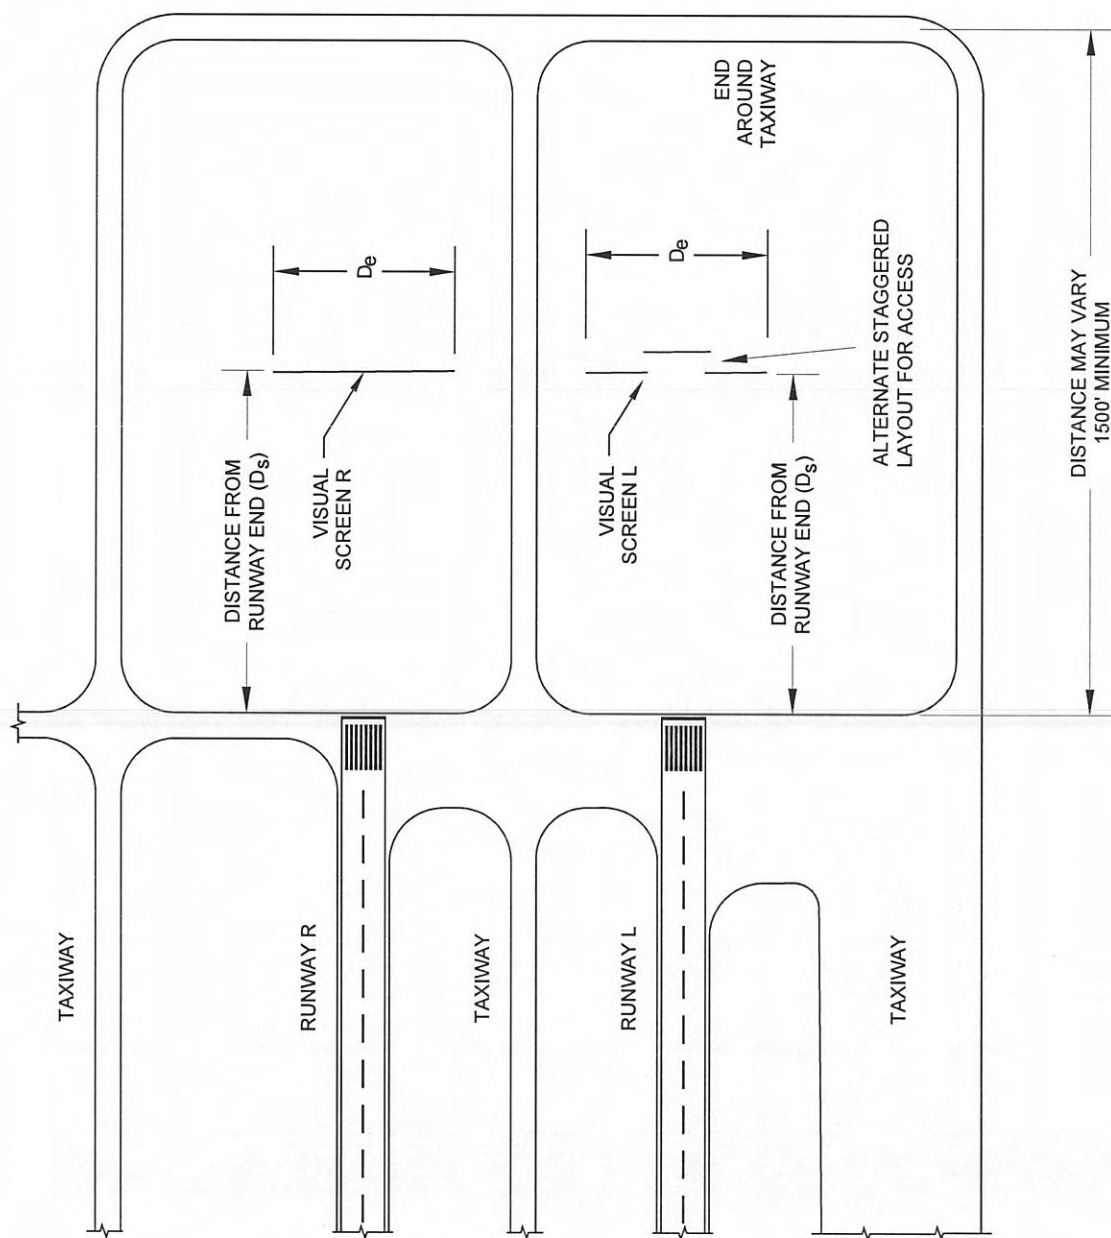 END
AROUND
TAXIWAY
De
De
ALTERNATE STAGGERED
LAYOUT FOR ACCESS
DISTANCE MAY VARY
1500' MINIMUM
DISTANCE FROM
RUNWAY END (Ds)
VISUAL
SCREEN R
VISUAL
SCREEN L
DISTANCE FROM
RUNWAY END (Ds)
TAXIWAY
RUNWAY R
TAXIWAY
RUNWAY L
TAXIWAY